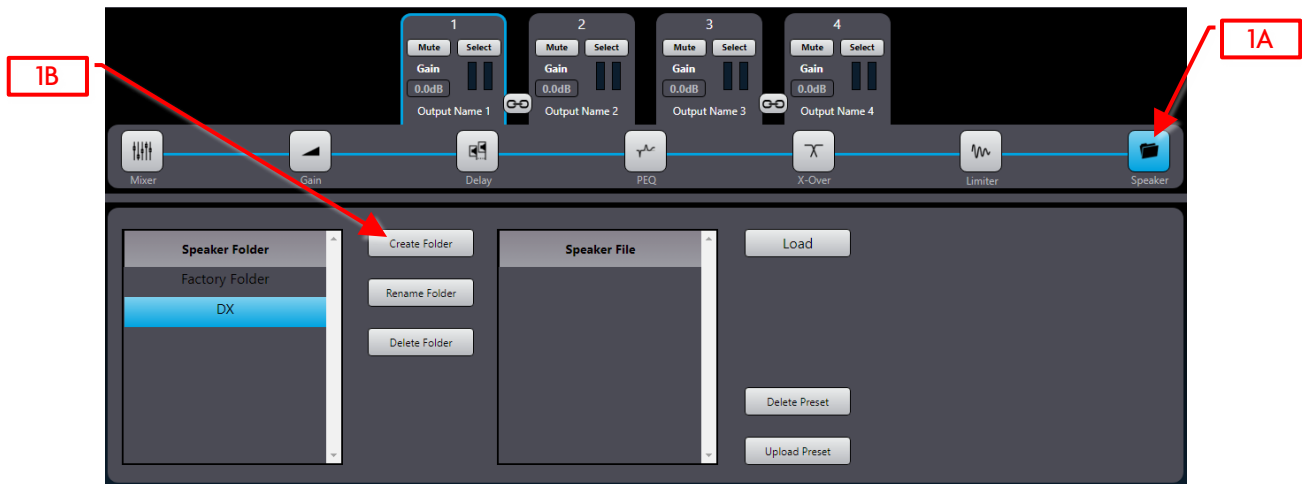 1 2 3 4
Mute Select Mute Select Mute Select Mute Select
1A
1B
Gain Gain Gain Gain
0.0dB 0.0dB 0.0dB 0.0dB
Output Name 1 Output Name 2 Output Name 3 Output Name 4
Mixer Gain Delay PEQ X-Over Limiter Speaker
Speaker Folder Create Folder Speaker File Load
Factory Folder
Rename Folder
DX
Delete Folder
Delete Preset
Upload Preset